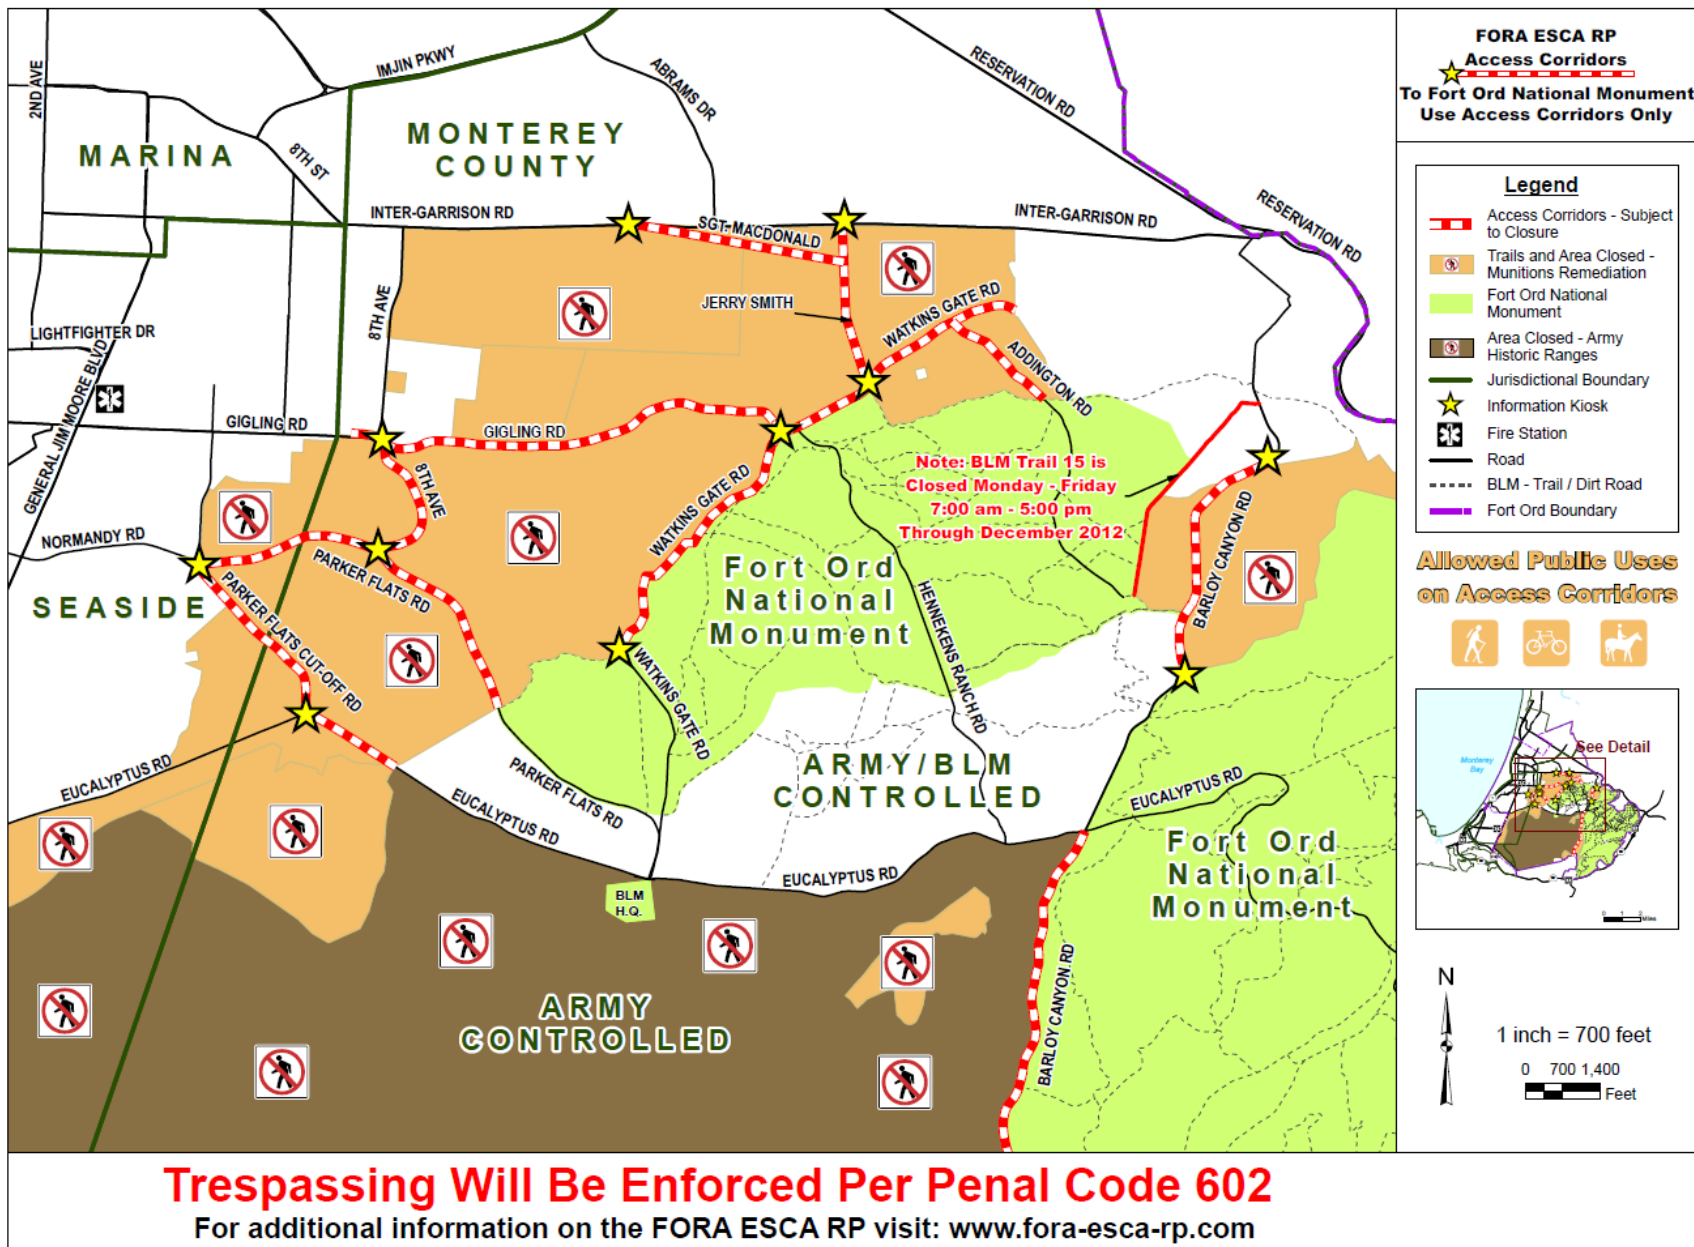 2ND AVE
IMJIN PKWY
ABRAMS DR
RESERVATION RD
MARINA
MONTEREY
COUNTY
8TH ST
INTER-GARRISON RD
SGT-MACDONALD
INTER-GARRISON RD
RESERVATION RD
8TH AVE
JERRY SMITH
WATKINS GATE RD
ADDINGTON RD
LIGHTFIGHTER DR
GENERAL JIM MOORE BLVD
GIGLING RD
GIGLING RD
8TH AVE
WATKINS GATE RD
Note: BLM Trail 15 is
Closed Monday - Friday
7:00 am - 5:00 pm
Through December 2012
BARLOY CANYON RD
NORMANDY RD
PARKER FLATS RD
PARKER FLATS CUT-OFF RD
SEASIDE
Fort Ord
National
Monument
HENNEKENS RANCH RD
WATKINS GATE RD
EUCALYPTUS RD
PARKER FLATS RD
EUCALYPTUS RD
ARMY/BLM
CONTROLLED
EUCALYPTUS RD
EUCALYPTUS RD
Fort Ord
National
Monument
BLM
H.Q.
BARLOY CANYON RD
ARMY
CONTROLLED
FORA ESCA RP
Access Corridors
To Fort Ord National Monument
Use Access Corridors Only
Legend
Access Corridors - Subject
to Closure
Trails and Area Closed -
Munitions Remediation
Fort Ord National
Monument
Area Closed - Army
Historic Ranges
Jurisdictional Boundary
Information Kiosk
Fire Station
Road
BLM - Trail / Dirt Road
Fort Ord Boundary
Allowed Public Uses
on Access Corridors
See Detail
Monterey
Bay
0 1 2
Miles
N
1 inch = 700 feet
0 700 1,400
Feet
Trespassing Will Be Enforced Per Penal Code 602
For additional information on the FORA ESCA RP visit: www.fora-esca-rp.com